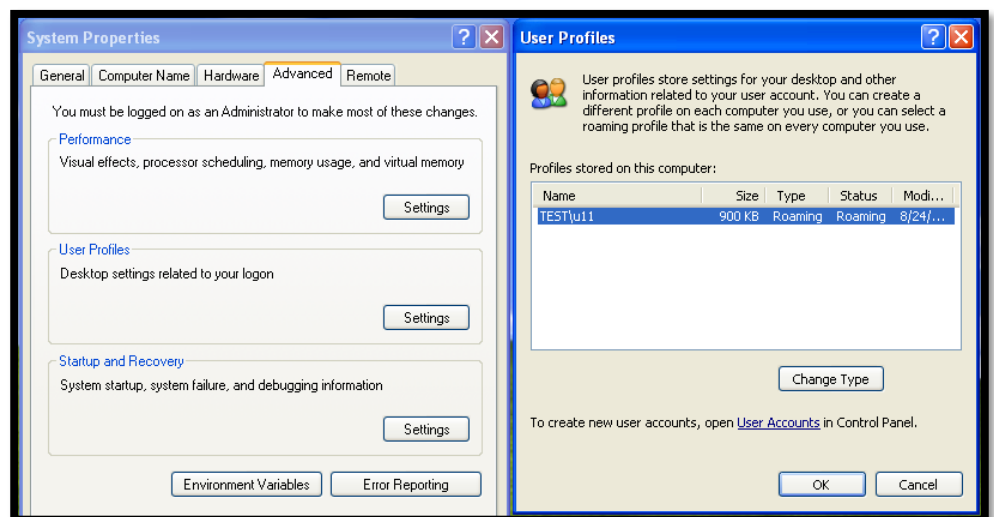 System Properties
General Computer Name Hardware Advanced Remote
You must be logged on as an Administrator to make most of these changes.
Performance
Visual effects, processor scheduling, memory usage, and virtual memory
Settings
User Profiles
Desktop settings related to your logon
Settings
Startup and Recovery
System startup, system failure, and debugging information
Settings
Environment Variables Error Reporting
User Profiles
User profiles store settings for your desktop and other
information related to your user account. You can create a
different profile on each computer you use, or you can select a
roaming profile that is the same on every computer you use.
Profiles stored on this computer:
Name Size Type Status Modi...
TEST\u11 900 KB Roaming Roaming 8/24/...
Change Type
To create new user accounts, open User Accounts in Control Panel.
OK Cancel